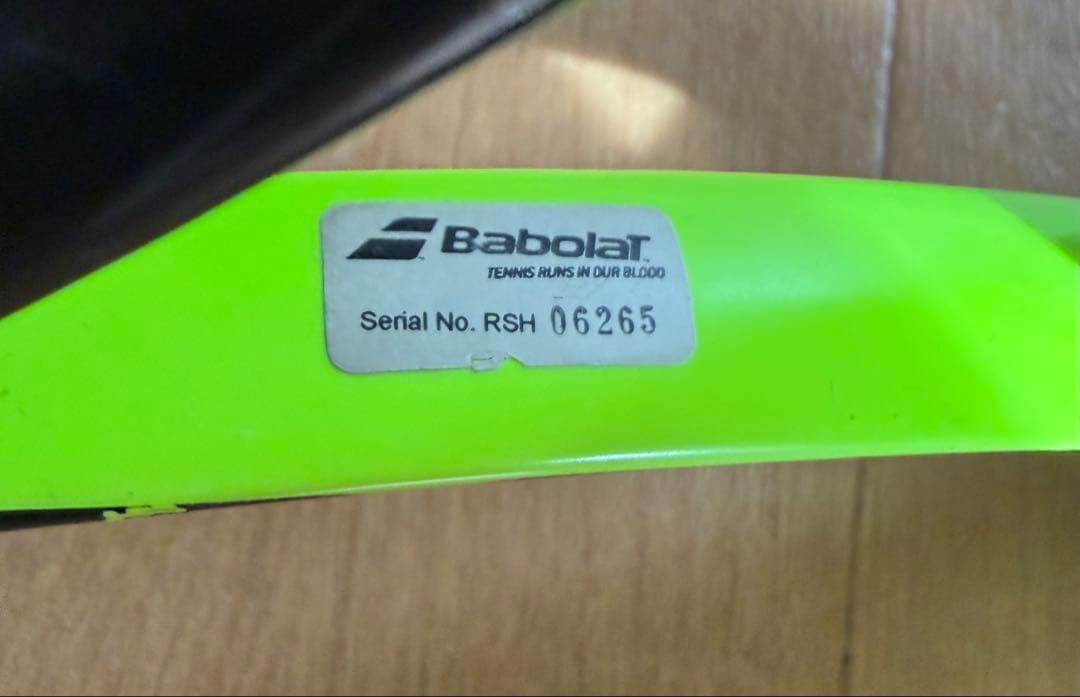 Babolat
TENNIS RUNS IN OUR BLOOD
Serial No. RSH 06265